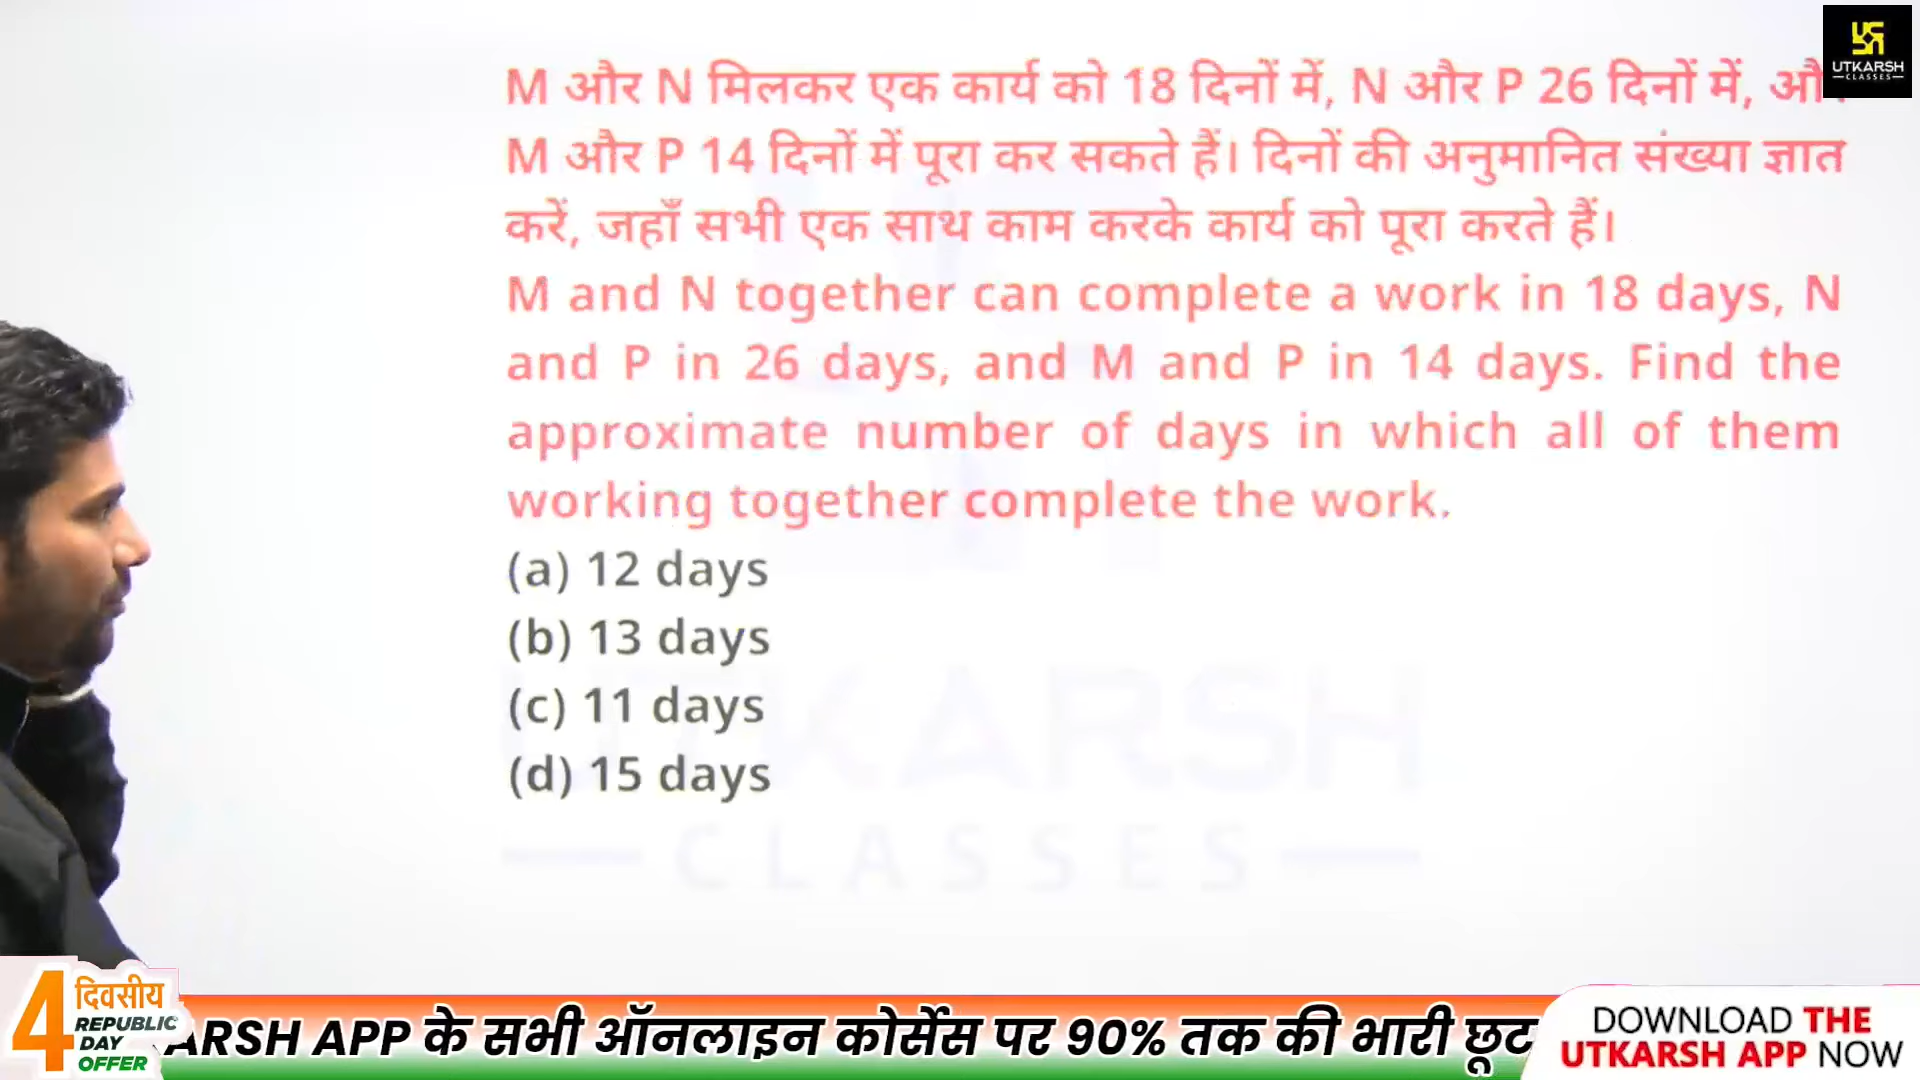 M और N मिलकर एक कार्य को 18 दिनों में, N और P 26 दिनों में,
M और P 14 दिनों में पूरा कर सकते हैं। दिनों की अनुमानित संख्या ज्ञात
करें, जहाँ सभी एक साथ काम करके कार्य को पूरा करते हैं।
M and N together can complete a work in 18 days, N
and P in 26 days, and M and P in 14 days. Find the
approximate number of days in which all of them
working together complete the work.
(a) 12 days
(b) 13 days
(c) 11 days
(d) 15 days
UTKARSH
CLASSES
UTKARSH
CLASSES
4 दिवसीय
REPUBLIC
DAY
OFFER
ARSH APP के सभी ऑनलाइन कोर्सेस पर 90% तक की भारी छूट
DOWNLOAD THE
UTKARSH APP NOW